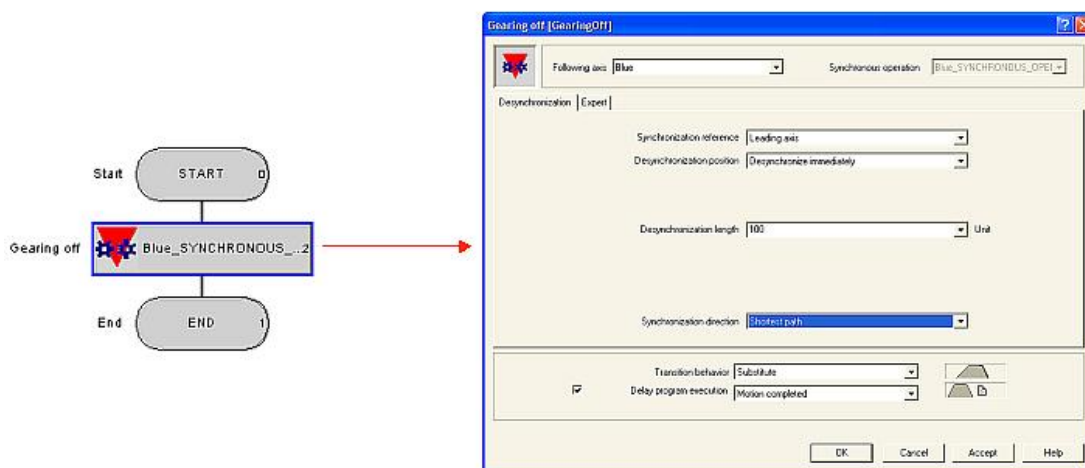 Start
START
0
Gearing off
Blue_SYNCHRONOUS_...2
End
END
1
Gearing off [GearingOff]
Following axis Blue
Synchronous operation Blue_SYNCHRONOUS_OPE
Desynchronization Expert
Synchronization reference Leading axis
Desynchronization position Desynchronize immediately
Desynchronization length 100 Unit
Synchronization direction Shortest path
Transition behavior Substitute
Delay program execution Motion completed
OK Cancel Accept Help